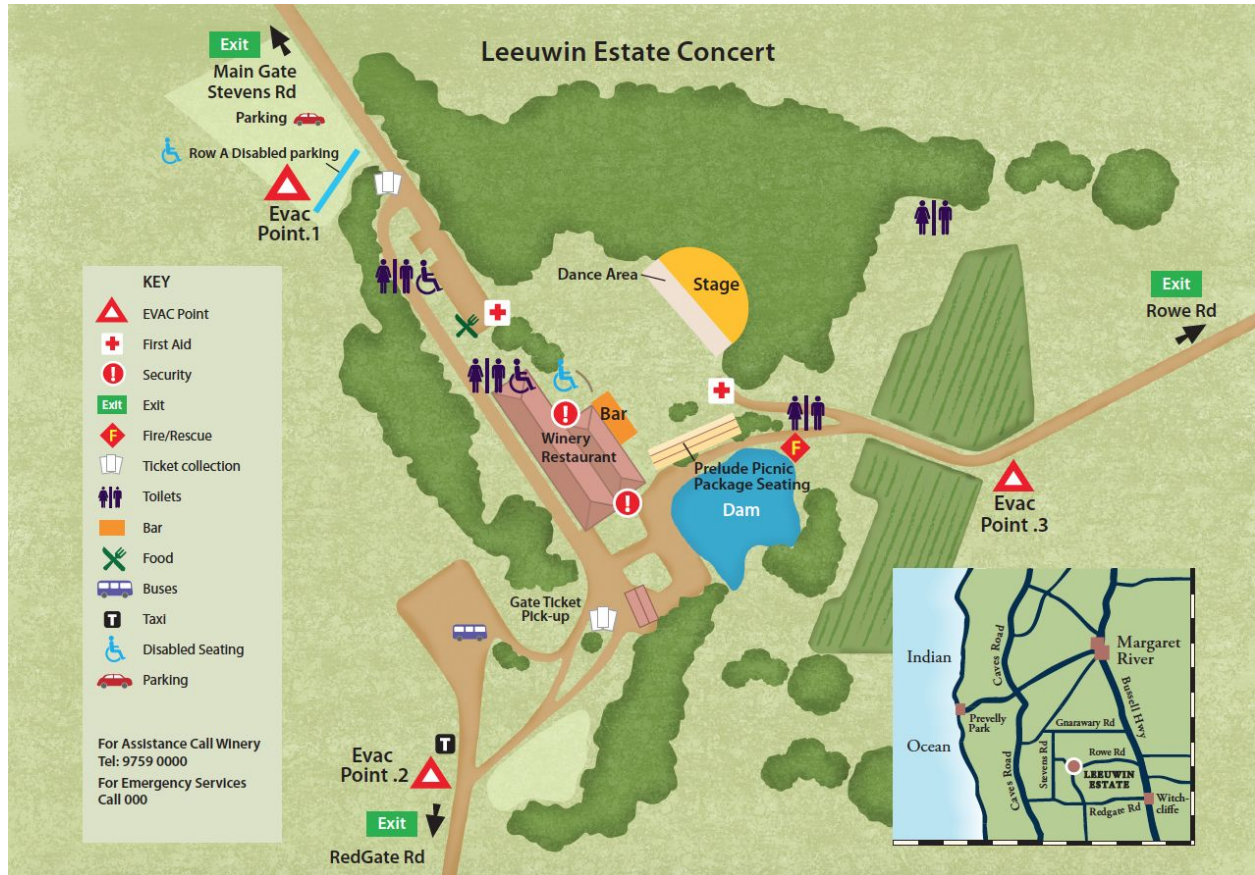 Leeuwin Estate Concert
Exit
Main Gate
Stevens Rd
Parking
Row A Disabled parking
Evac
Point.1
Dance Area
Stage
Exit
Rowe Rd
KEY
EVAC Point
First Aid
! Security
Exit Exit
F Fire/Rescue
Ticket collection
Toilets
Bar
Food
Buses
T Taxi
Disabled Seating
Parking
For Assistance Call Winery
Tel: 9759 0000
For Emergency Services
Call 000
!
Bar
Winery
Restaurant
F
Prelude Picnic
Package Seating
!
Dam
Evac
Point .3
Gate Ticket
Pick-up
T
Evac
Point .2
Exit
RedGate Rd
Indian
Ocean
Caves Road
Margaret
River
Bussell Hwy
Prevelly
Park
Gnarawary Rd
Stevens Rd
Rowe Rd
LEEUWIN
ESTATE
Caves Road
Redgate Rd
Witch-
cliffe